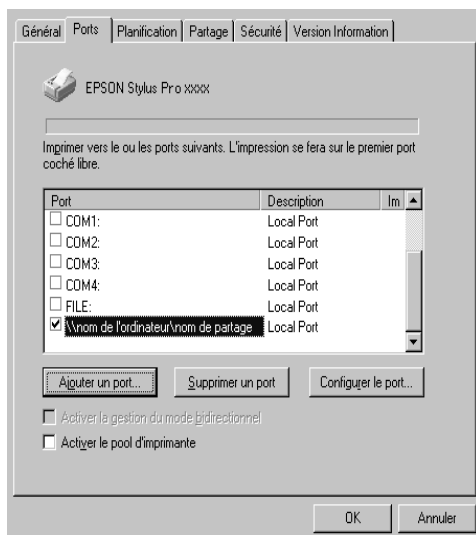 Général Ports Planification Partage Sécurité Version Information
EPSON Stylus Pro xxxx
Imprimer vers le ou les ports suivants. L'impression se fera sur le premier port
coché libre.
Port Description Im
COM1: Local Port
COM2: Local Port
COM3: Local Port
COM4: Local Port
FILE: Local Port
\\nom de l'ordinateur\nom de partage Local Port
Ajouter un port... Supprimer un port Configurer le port...
Activer la gestion du mode bidirectionnel
Activer le pool d'imprimante
OK Annuler